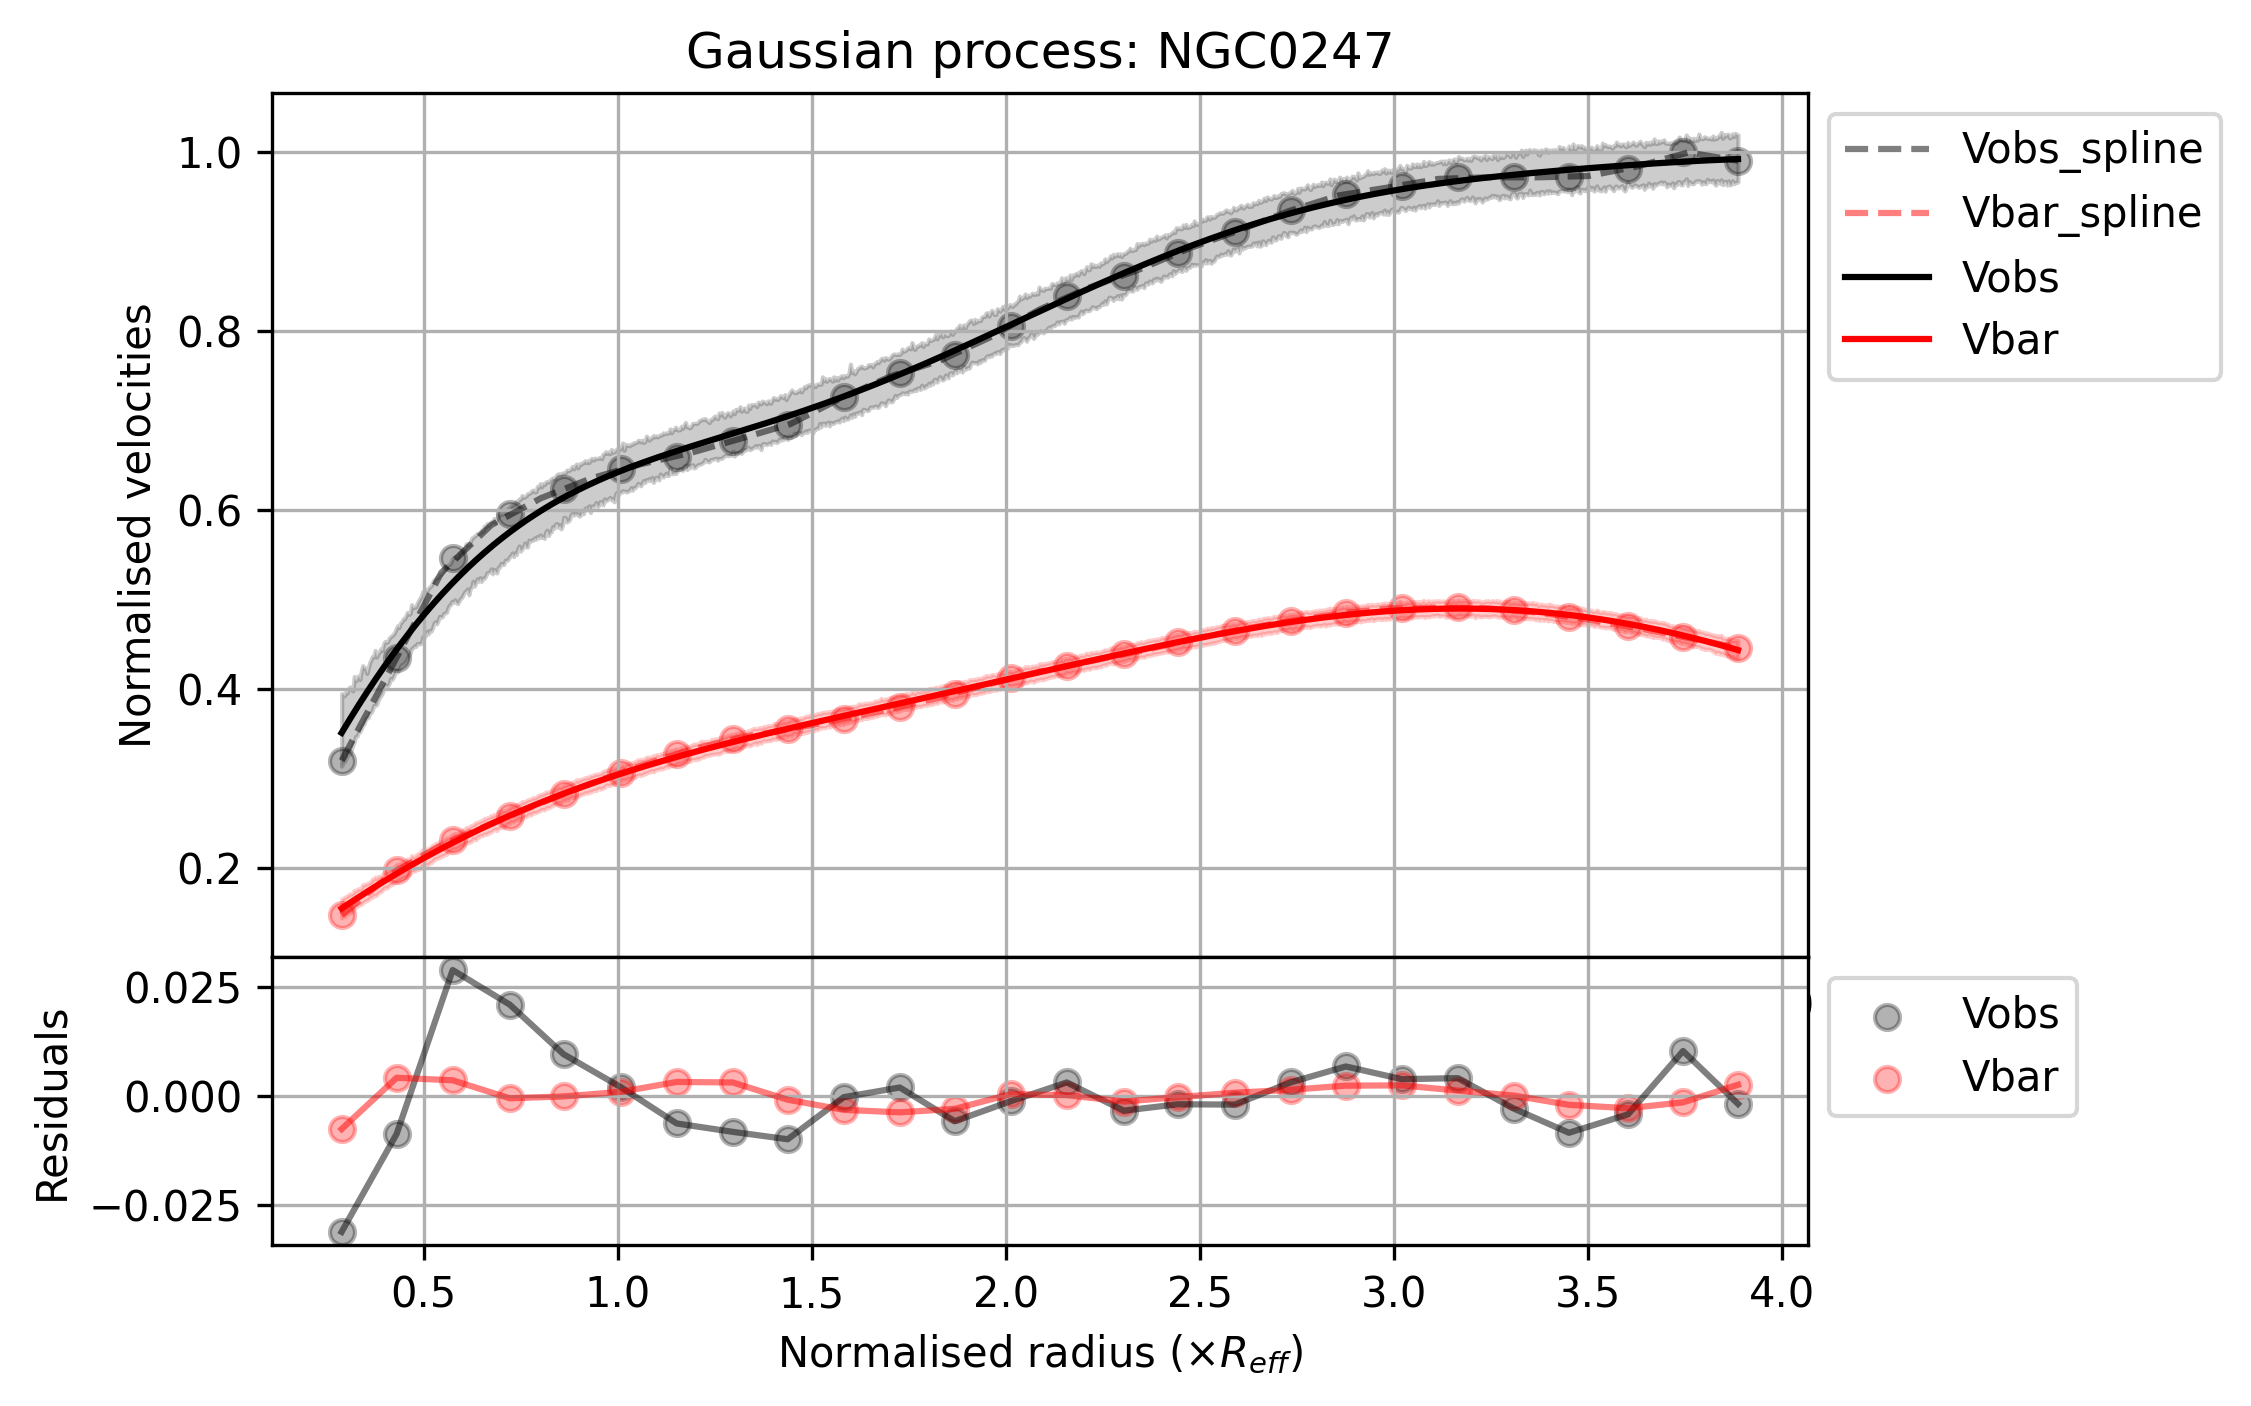 Gaussian process: NGC0247
Normalised velocities
1.0
0.8
0.6
0.4
0.2
Vobs_spline
Vbar_spline
Vobs
Vbar
Residuals
0.025
0.000
−0.025
Vobs
Vbar
0.5 1.0 1.5 2.0 2.5 3.0 3.5 4.0
Normalised radius (×R_eff)